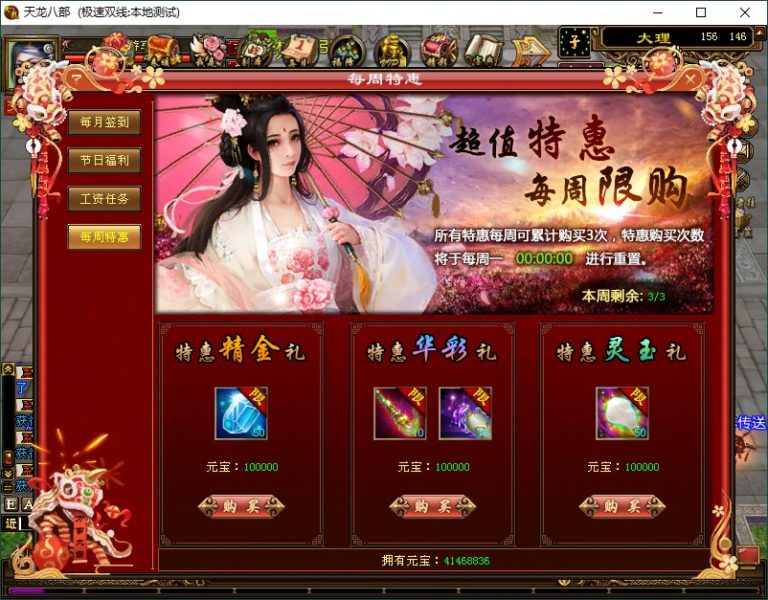 天龙八部 (极速双线:本地测试)
大理 156 146
每周特惠
每月签到
节日福利
工资任务
每周特惠
超值特惠
每周限购
所有特惠每周可累计购买3次，特惠购买次数
将于每周一 00:00:00 进行重置。
本周剩余: 3/3
特惠精金礼
特惠华彩礼
特惠灵玉礼
限 50
限 10
限
限 50
元宝：100000
元宝：100000
元宝：100000
购买
购买
购买
拥有元宝：41468836
传送
E A
近